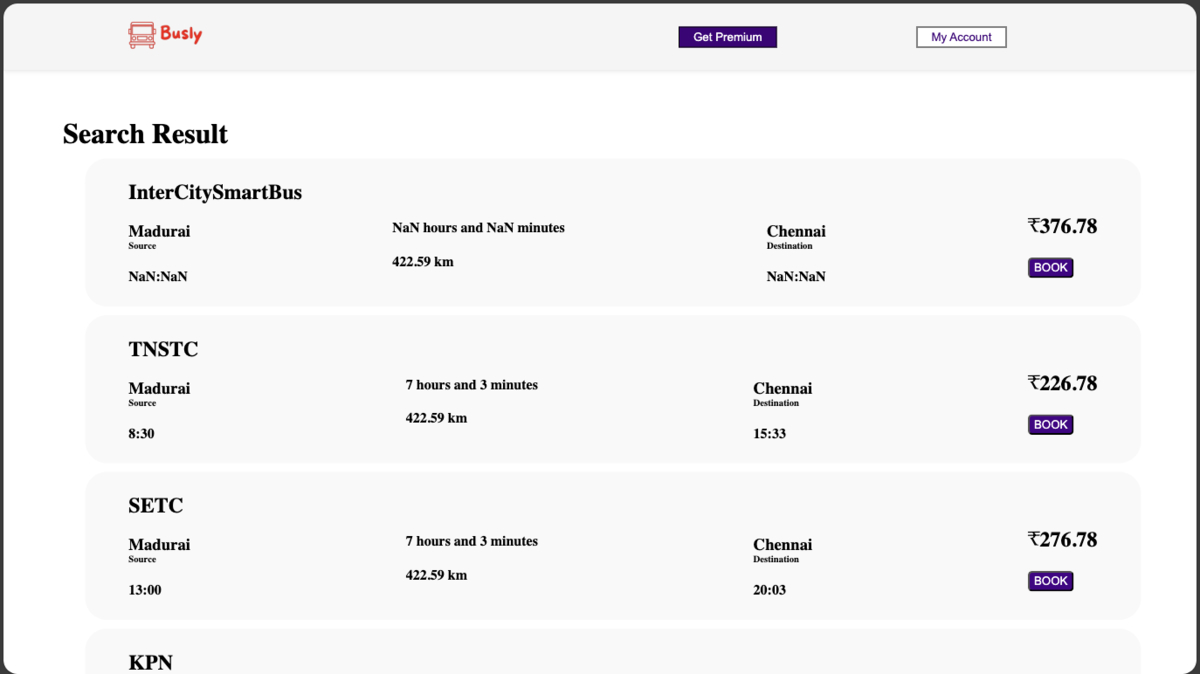 Busly
Get Premium
My Account
Search Result
InterCitySmartBus
Madurai
Source
NaN:NaN
NaN hours and NaN minutes
422.59 km
Chennai
Destination
NaN:NaN
₹376.78
BOOK
TNSTC
Madurai
Source
8:30
7 hours and 3 minutes
422.59 km
Chennai
Destination
15:33
₹226.78
BOOK
SETC
Madurai
Source
13:00
7 hours and 3 minutes
422.59 km
Chennai
Destination
20:03
₹276.78
BOOK
KPN